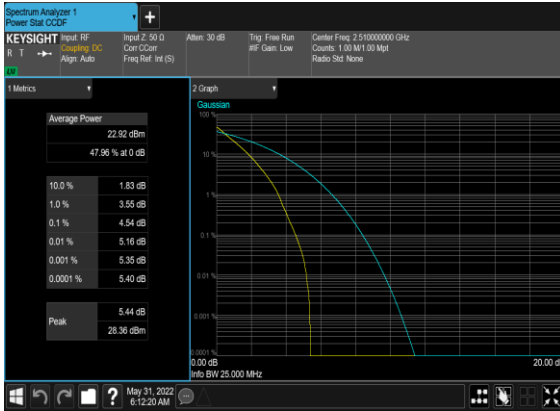 Spectrum Analyzer 1
Power Stat CCDF
+
KEYSIGHT
R T
LXI
Input: RF
Coupling: DC
Align: Auto
Input Z: 50 Ω
Corr CCorr
Freq Ref: Int (S)
Atten: 30 dB
Trig: Free Run
#IF Gain: Low
Center Freq: 2.510000000 GHz
Counts: 1.00 M/1.00 Mpt
Radio Std: None
1 Metrics
Average Power
22.92 dBm
47.96 % at 0 dB
10.0 % 1.83 dB
1.0 % 3.55 dB
0.1 % 4.54 dB
0.01 % 5.16 dB
0.001 % 5.35 dB
0.0001 % 5.40 dB
Peak
5.44 dB
28.36 dBm
2 Graph
Gaussian
100 %
10 %
1 %
0.1 %
0.01 %
0.001 %
0.0001 %
0.00 dB
20.00 d
Info BW 25.000 MHz
?
May 31, 2022
6:12:20 AM